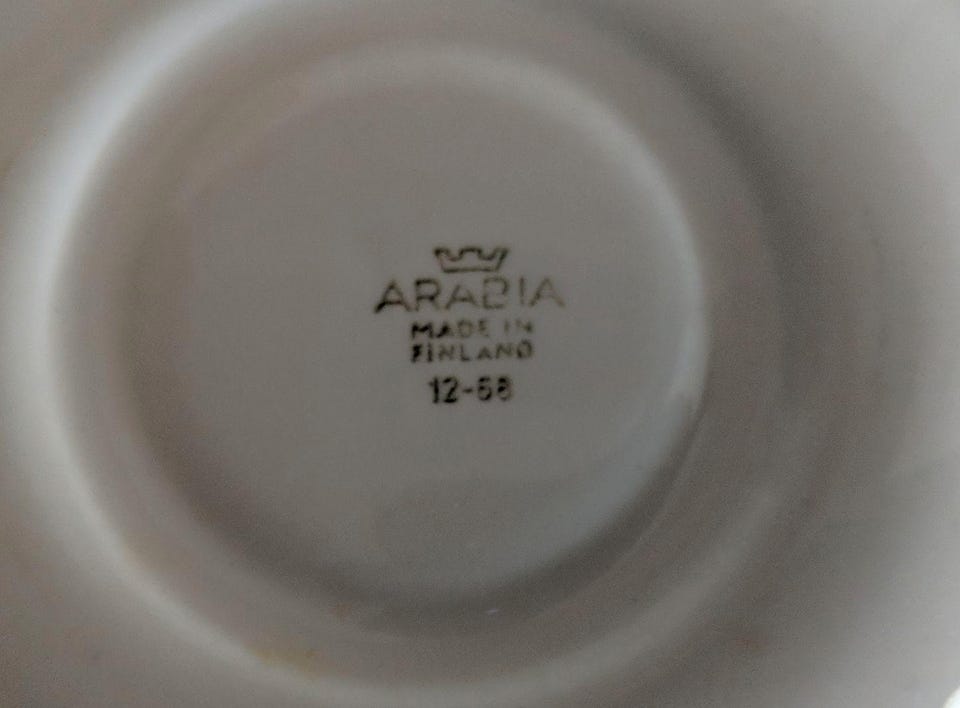 ARABIA
MADE IN
FINLAND
12-68